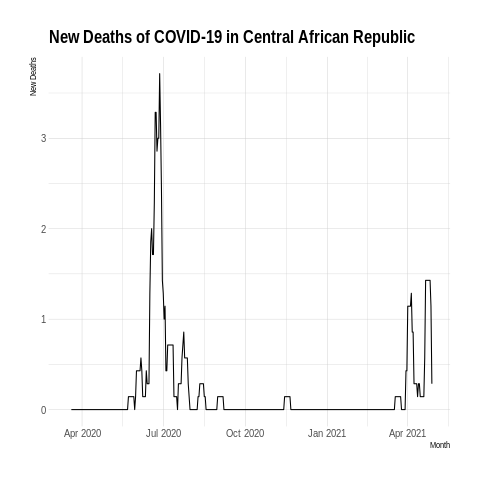 New Deaths of COVID-19 in Central African Republic
New Deaths
3
2
1
0
Apr 2020 Jul 2020 Oct 2020 Jan 2021 Apr 2021
Month